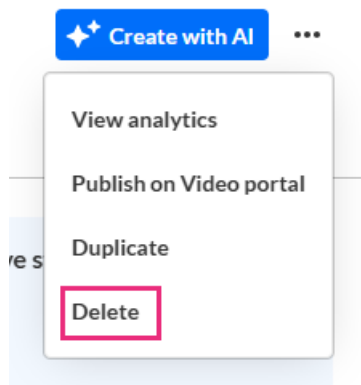 Create with AI
View analytics
Publish on Video portal
Duplicate
Delete